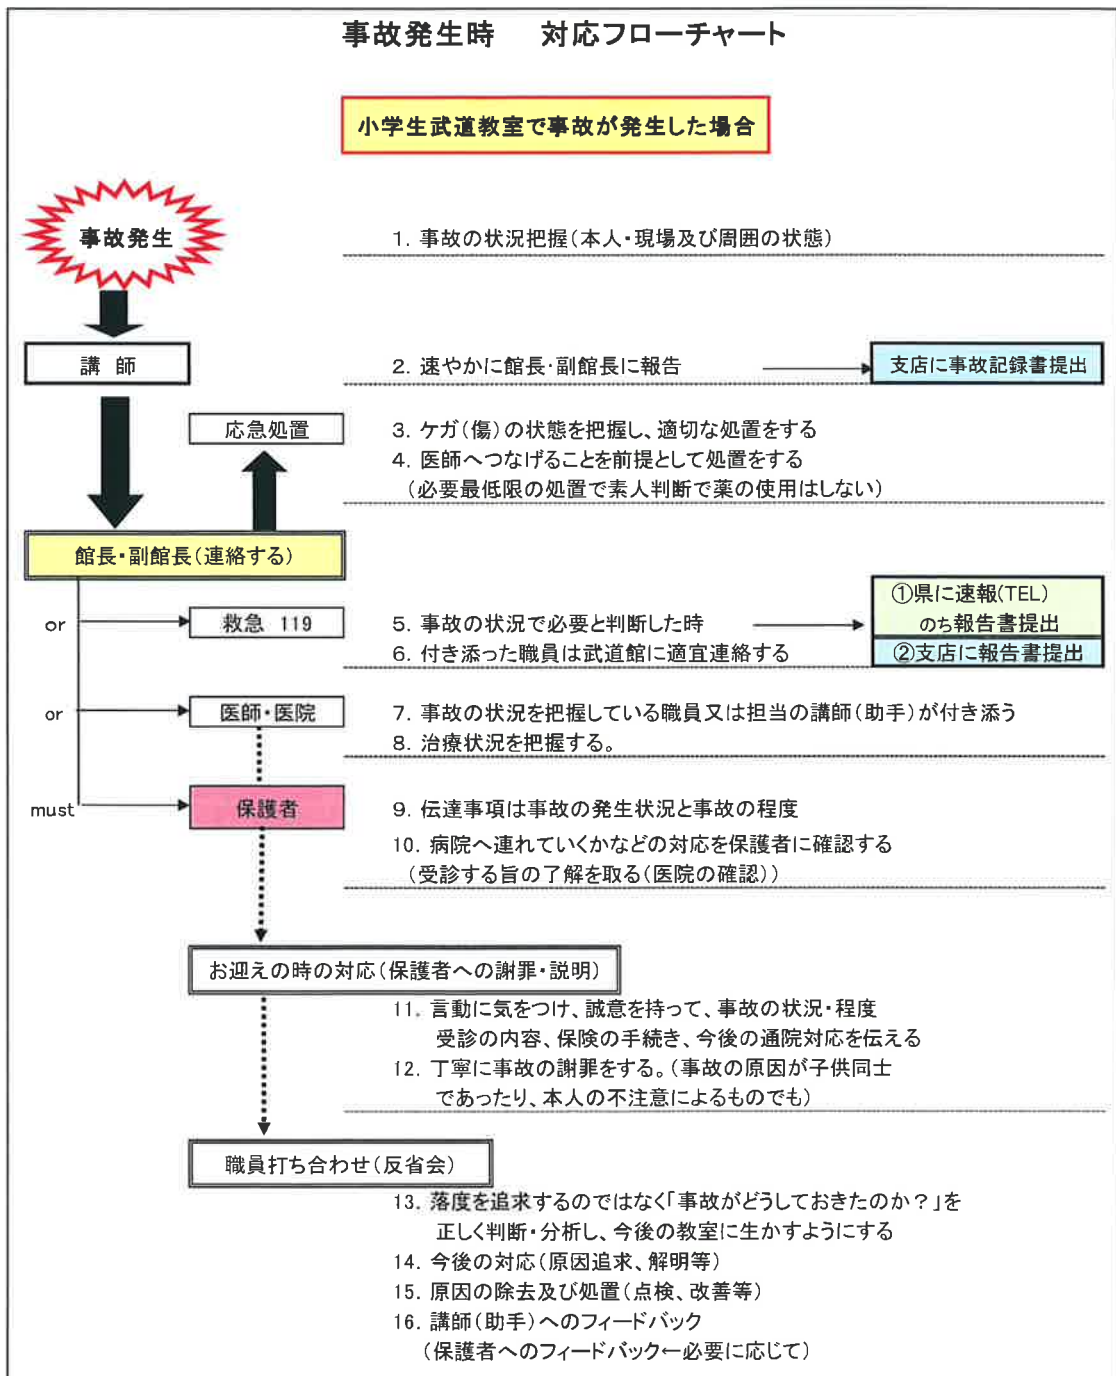 事故発生時　対応フローチャート
小学生武道教室で事故が発生した場合
事故発生
1. 事故の状況把握(本人・現場及び周囲の状態)
講 師
2. 速やかに館長・副館長に報告
支店に事故記録書提出
応急処置
3. ケガ(傷)の状態を把握し、適切な処置をする
4. 医師へつなげることを前提として処置をする
(必要最低限の処置で素人判断で薬の使用はしない)
館長・副館長(連絡する)
①県に速報(TEL)
のち報告書提出
or
救急 119
5. 事故の状況で必要と判断した時
6. 付き添った職員は武道館に適宜連絡する
②支店に報告書提出
or
医師・医院
7. 事故の状況を把握している職員又は担当の講師(助手)が付き添う
8. 治療状況を把握する。
must
保護者
9. 伝達事項は事故の発生状況と事故の程度
10. 病院へ連れていくかなどの対応を保護者に確認する
(受診する旨の了解を取る(医院の確認))
お迎えの時の対応(保護者への謝罪・説明)
11. 言動に気をつけ、誠意を持って、事故の状況・程度
受診の内容、保険の手続き、今後の通院対応を伝える
12. 丁寧に事故の謝罪をする。(事故の原因が子供同士
であったり、本人の不注意によるものでも)
職員打ち合わせ(反省会)
13. 落度を追求するのではなく「事故がどうしておきたのか?」を
正しく判断・分析し、今後の教室に生かすようにする
14. 今後の対応(原因追求、解明等)
15. 原因の除去及び処置(点検、改善等)
16. 講師(助手)へのフィードバック
(保護者へのフィードバック←必要に応じて)